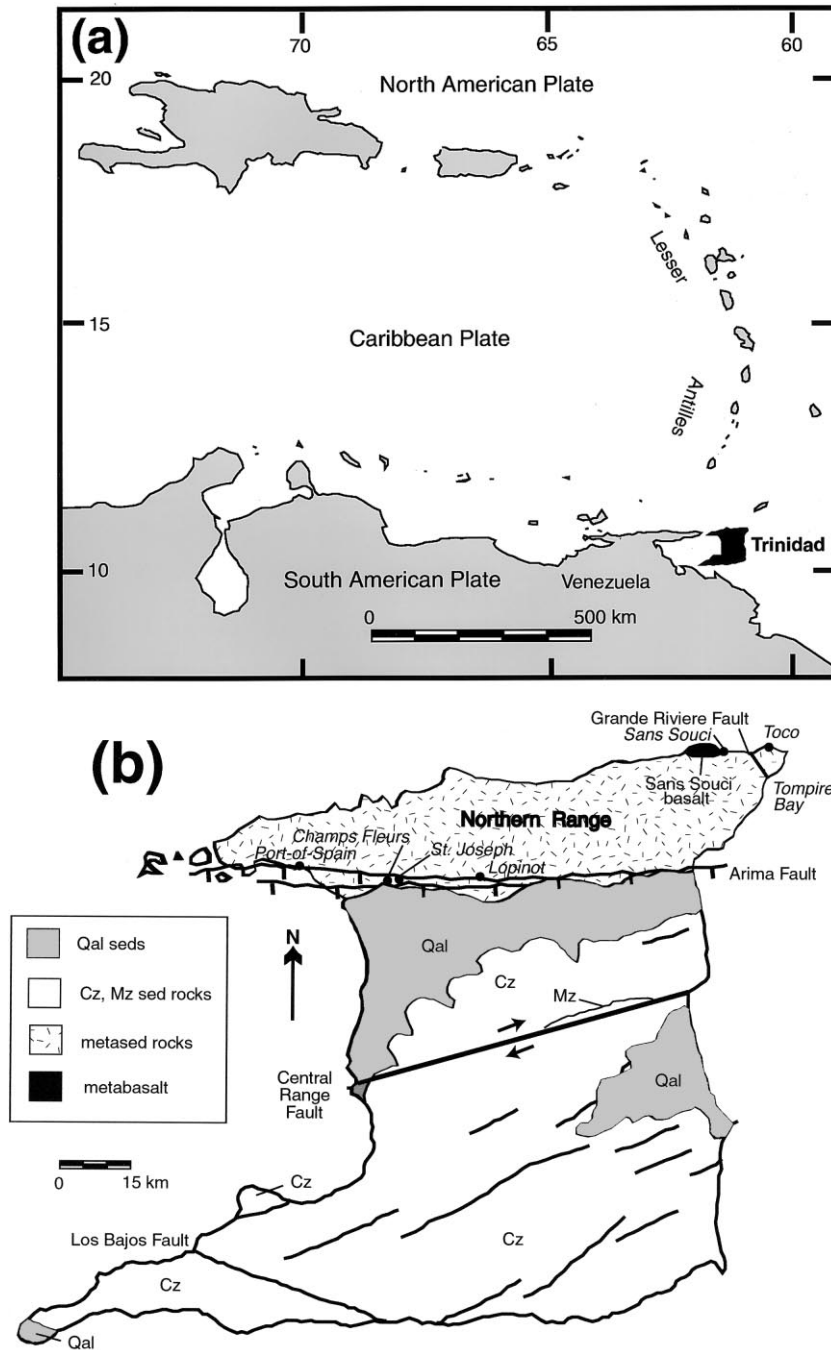 (a)
70
65
60
20
North American Plate
Lesser
15
Caribbean Plate
Antilles
Trinidad
10
South American Plate
Venezuela
0
500 km
(b)
Grande Riviere Fault
Sans Souci
Toco
Sans Souci
basalt
Tompire
Bay
Northern Range
Champs Fleurs
Port-of-Spain
St. Joseph
Lopinot
Arima Fault
Qal seds
Cz, Mz sed rocks
metased rocks
metabasalt
N
Qal
Cz
Mz
Central
Range
Fault
Qal
0 15 km
Cz
Los Bajos Fault
Cz
Cz
Qal